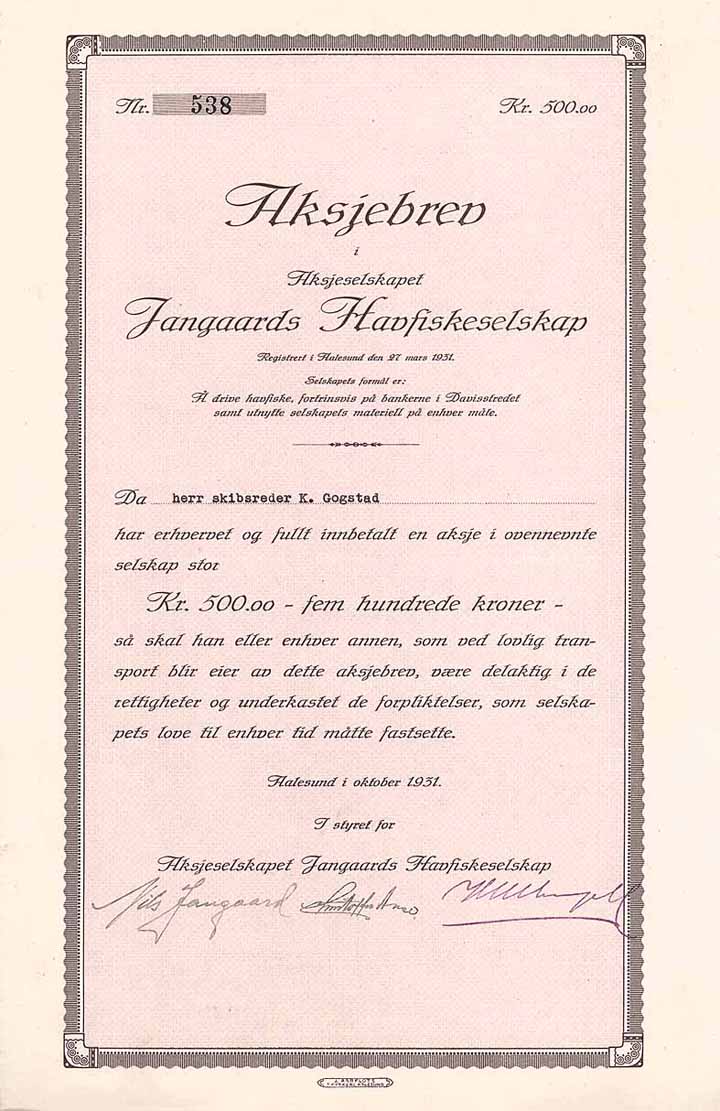 Nr. 538 Kr. 500.00
Aksjebrev
i
Aksjeselskapet
Jangaards Havfiskeselskap
Registrert i Aalesund den 27 mars 1931.
Selskapets formål er:
Å drive havfiske, fortrinsvis på bankerne i Davisstredet
samt utnytte selskapets materiell på enhver måte.
Da herr skibsreder K. Gogstad
har erhvervet og fullt innbetalt en aksje i ovennevnte
selskap stor
Kr. 500.00 - fem hundrede kroner -
så skal han eller enhver annen, som ved lovlig tran-
sport blir eier av dette aksjebrev, være delaktig i de
rettigheter og underkastet de forpliktelser, som selska-
pets love til enhver tid måtte fastsette.
Aalesund i oktober 1931.
I styret for
Aksjeselskapet Jangaards Havfiskeselskap
Nils Jangaard